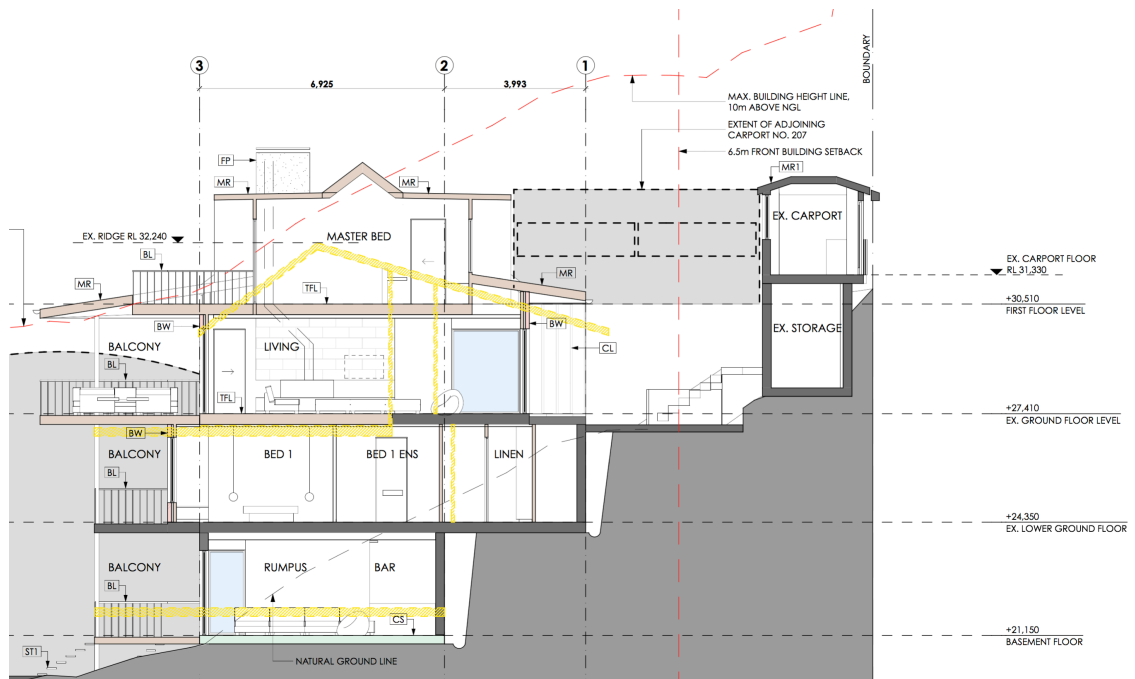 3
2
1
6,925
3,993
BOUNDARY
MAX. BUILDING HEIGHT LINE,
10m ABOVE NGL
EXTENT OF ADJOINING
CARPORT NO. 207
6.5m FRONT BUILDING SETBACK
FP
MR
MR
MR1
EX. CARPORT
EX. RIDGE RL 32,240
MASTER BED
BL
MR
MR
TFL
EX. CARPORT FLOOR
RL 31,330
+30,510
FIRST FLOOR LEVEL
BW
BW
EX. STORAGE
BALCONY
LIVING
CL
BL
TFL
+27,410
EX. GROUND FLOOR LEVEL
BW
BALCONY
BED 1
BED 1 ENS
LINEN
BL
+24,350
EX. LOWER GROUND FLOOR
BALCONY
RUMPUS
BAR
BL
CS
+21,150
BASEMENT FLOOR
ST1
NATURAL GROUND LINE